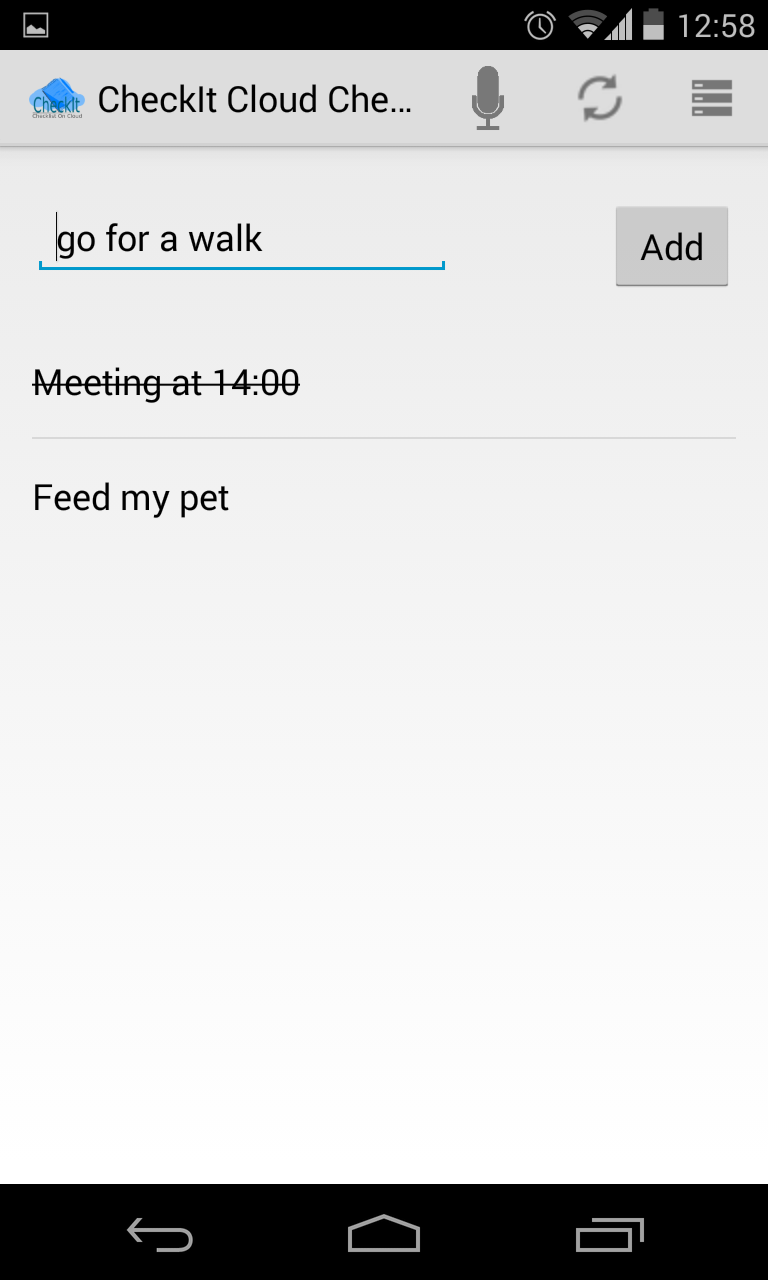 12:58
CheckIt
Checklist On Cloud
CheckIt Cloud Che...
go for a walk
Add
Meeting at 14:00
Feed my pet